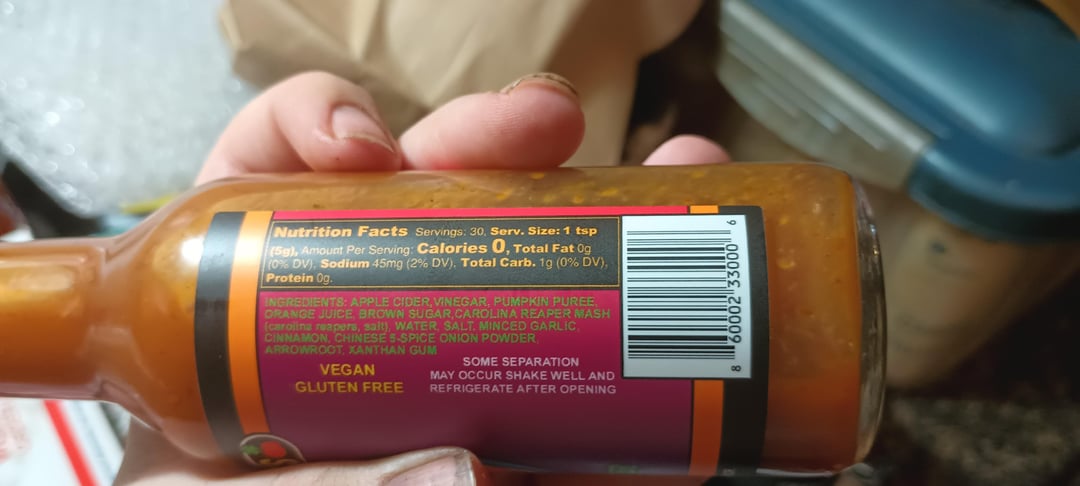 Nutrition Facts Servings: 30, Serv. Size: 1 tsp
(5g), Amount Per Serving: Calories 0, Total Fat 0g
(0% DV), Sodium 45mg (2% DV), Total Carb. 1g (0% DV),
Protein 0g.
INGREDIENTS: APPLE CIDER VINEGAR, PUMPKIN PUREE,
ORANGE JUICE, BROWN SUGAR, CAROLINA REAPER MASH
(carolina reapers, salt), WATER, SALT, MINCED GARLIC,
CINNAMON, CHINESE 5-SPICE ONION POWDER,
ARROWROOT, XANTHAN GUM
VEGAN
GLUTEN FREE
SOME SEPARATION
MAY OCCUR SHAKE WELL AND
REFRIGERATE AFTER OPENING
8 60002 33000 6